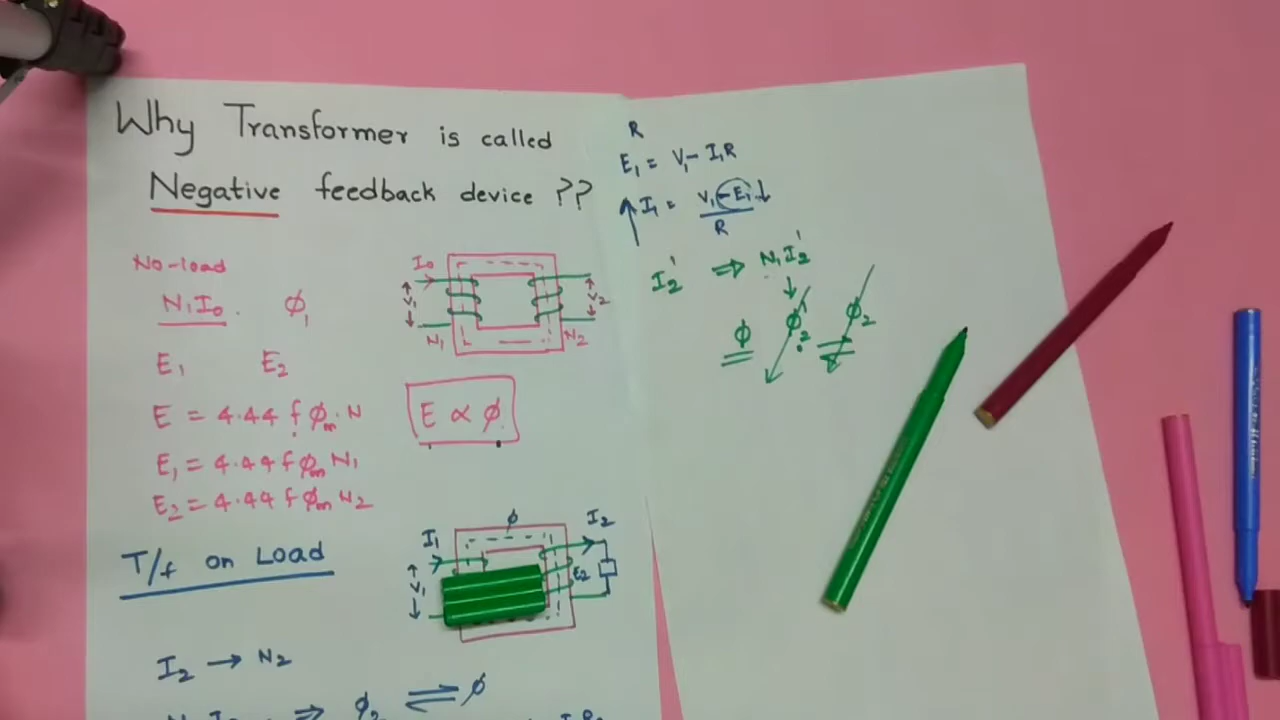 Why Transformer is called
Negative feedback device ??
No-load
N₁I₀ . ϕ₁
E₁ E₂
E = 4.44 f ϕₘ . N
E₁ = 4.44 f ϕₘ N₁
E₂ = 4.44 f ϕₘ N₂
I₀
V₁
V₂
N₁
N₂
E ∝ ϕ
T/f on Load
ϕ
I₁
I₂
V₁
E₂
I₂ → N₂
⇒ ϕ₂ ⇌ ϕ
R
E₁ = V₁ - I₁R
↑ I₁ = V₁ - E₁ ↓
R
I₂' ⇒ N₁I₂'
↓
ϕ ϕ₂' ϕ₂